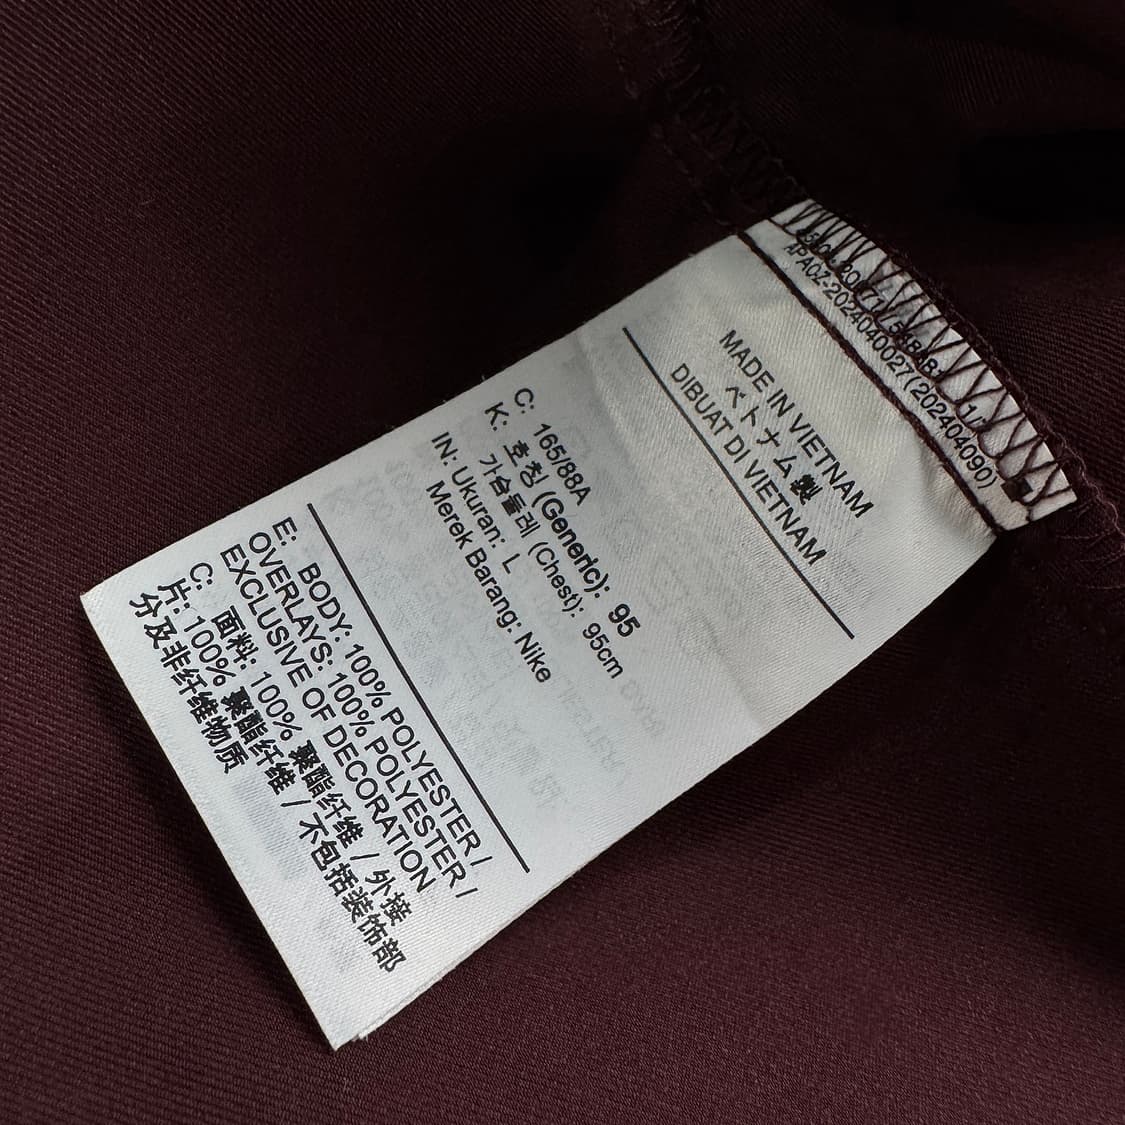 APACZ-2024040027(202404090)
MADE IN VIETNAM
ベトナム製
DIBUAT DI VIETNAM
C: 165/88A
K: 호칭 (Generic): 95
가슴둘레 (Chest): 95cm
IN: Ukuran: L
Merek Barang: Nike
E: BODY: 100% POLYESTER /
OVERLAYS: 100% POLYESTER /
EXCLUSIVE OF DECORATION
C: 面料: 100% 聚酯纤维 / 外接
片: 100% 聚酯纤维 / 不包括装饰部
分及非纤维物质